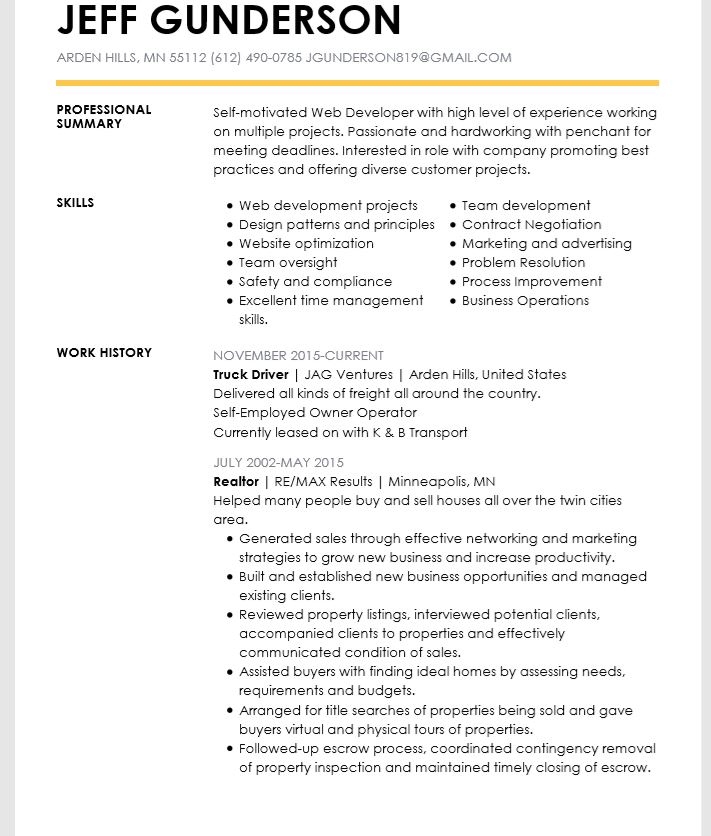 JEFF GUNDERSON
ARDEN HILLS, MN 55112 (612) 490-0785 JGUNDERSON819@GMAIL.COM
PROFESSIONAL
SUMMARY
Self-motivated Web Developer with high level of experience working
on multiple projects. Passionate and hardworking with penchant for
meeting deadlines. Interested in role with company promoting best
practices and offering diverse customer projects.
SKILLS
• Web development projects
• Design patterns and principles
• Website optimization
• Team oversight
• Safety and compliance
• Excellent time management
skills.
• Team development
• Contract Negotiation
• Marketing and advertising
• Problem Resolution
• Process Improvement
• Business Operations
WORK HISTORY
NOVEMBER 2015-CURRENT
Truck Driver | JAG Ventures | Arden Hills, United States
Delivered all kinds of freight all around the country.
Self-Employed Owner Operator
Currently leased on with K & B Transport
JULY 2002-MAY 2015
Realtor | RE/MAX Results | Minneapolis, MN
Helped many people buy and sell houses all over the twin cities
area.
• Generated sales through effective networking and marketing
strategies to grow new business and increase productivity.
• Built and established new business opportunities and managed
existing clients.
• Reviewed property listings, interviewed potential clients,
accompanied clients to properties and effectively
communicated condition of sales.
• Assisted buyers with finding ideal homes by assessing needs,
requirements and budgets.
• Arranged for title searches of properties being sold and gave
buyers virtual and physical tours of properties.
• Followed-up escrow process, coordinated contingency removal
of property inspection and maintained timely closing of escrow.